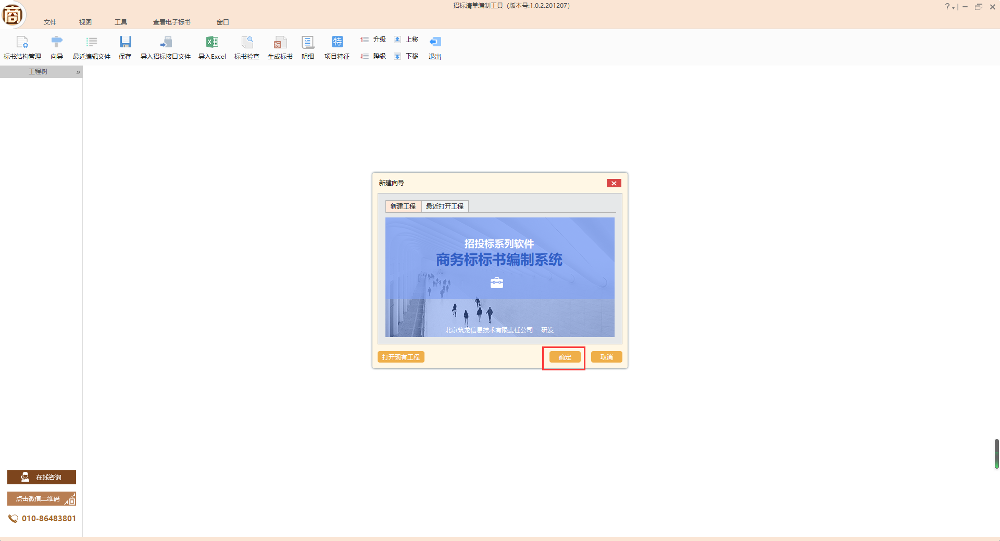 招标清单编制工具（版本号:1.0.2.201207）
?
商
文件 视图 工具 查看电子标书 窗口
标书结构管理 向导 最近编辑文件 保存 导入招标接口文件 导入Excel 标书检查 标 生成标书 明细 特 项目特征 升级 上移 降级 下移 退出
工程树 »
新建向导
新建工程 最近打开工程
招投标系列软件
商务标标书编制系统
北京筑龙信息技术有限责任公司 研发
打开现有工程 确定 取消
在线咨询
点击微信二维码
010-86483801